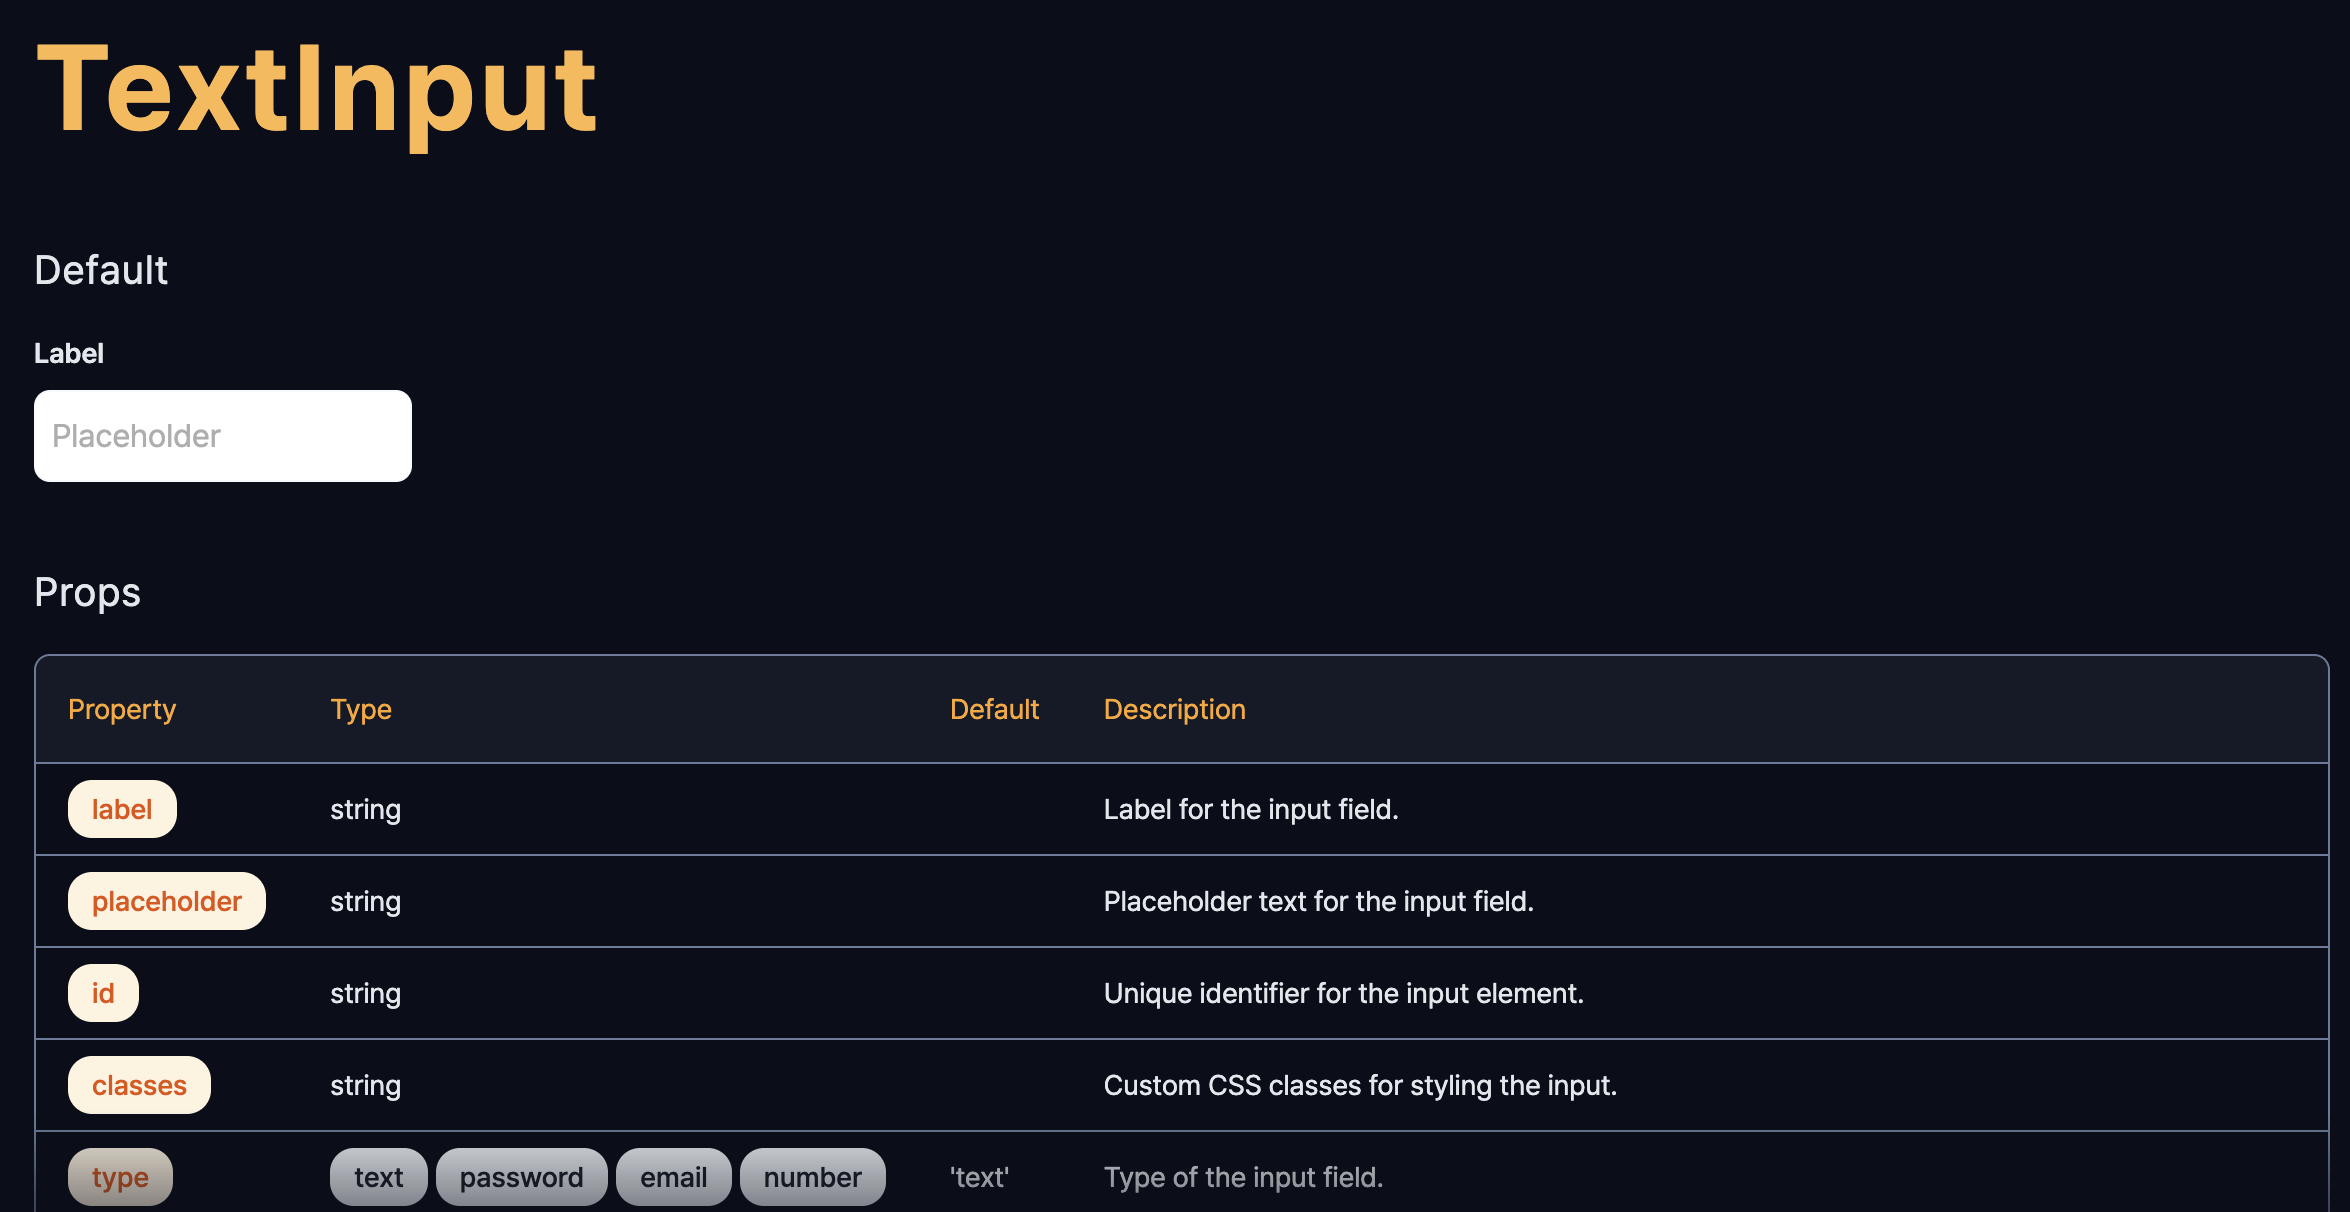 TextInput
Default
Label
Placeholder
Props
Property Type Default Description
label string Label for the input field.
placeholder string Placeholder text for the input field.
id string Unique identifier for the input element.
classes string Custom CSS classes for styling the input.
type text password email number 'text' Type of the input field.